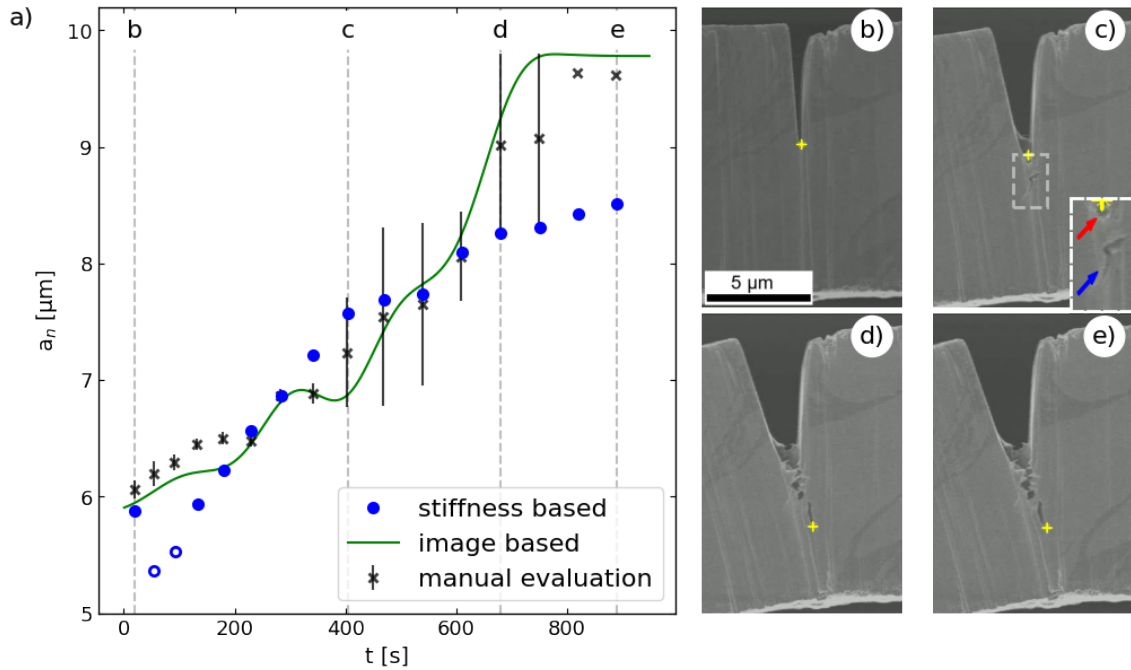 a)
b c d e
10
9
8
7
6
5
aₙ [μm]
0 200 400 600 800
t [s]
stiffness based
image based
manual evaluation
b)
5 μm
c)
d)
e)